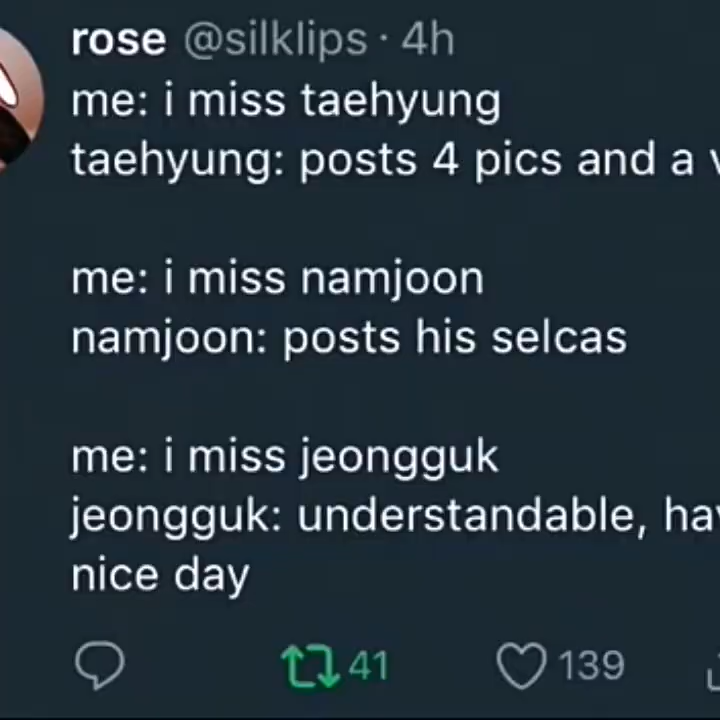 rose @silklips · 4h
me: i miss taehyung
taehyung: posts 4 pics and a
me: i miss namjoon
namjoon: posts his selcas
me: i miss jeongguk
jeongguk: understandable,
nice day
41 139